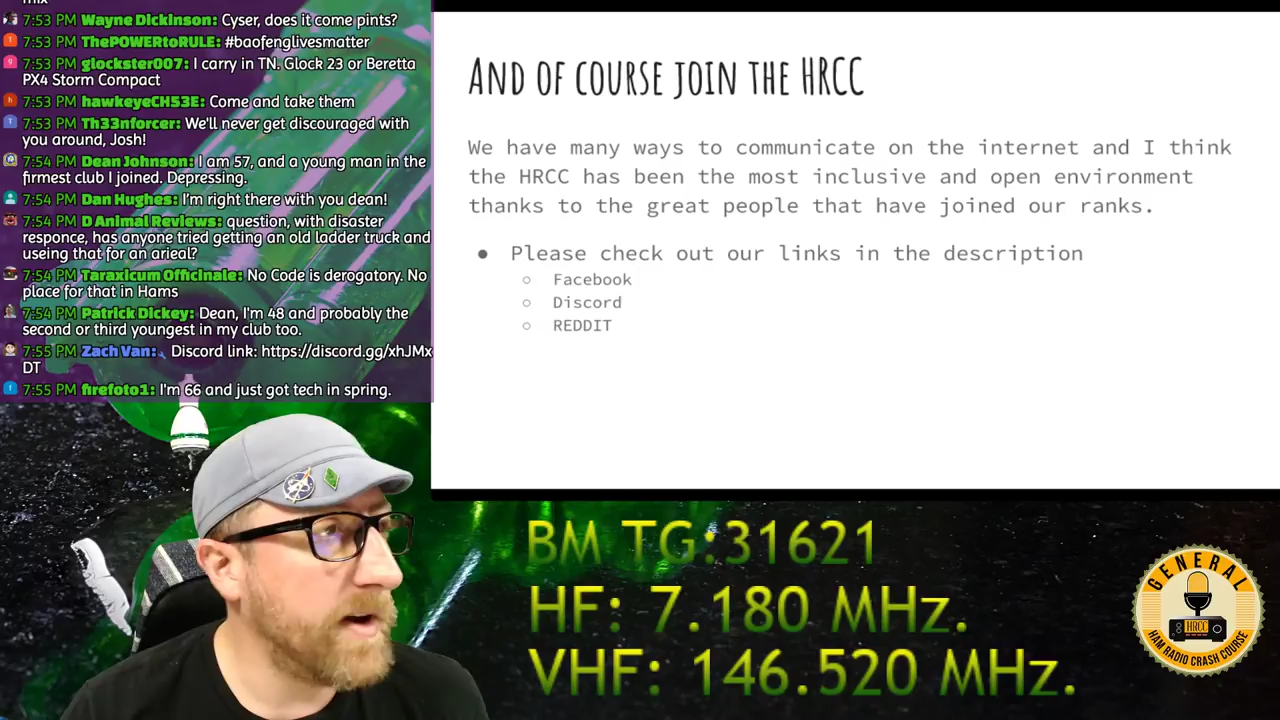 mix
7:53 PM Wayne Dickinson: Cyser, does it come pints?
7:53 PM ThePOWERtoRULE: #baofenglivesmatter
7:53 PM glockster007: I carry in TN. Glock 23 or Beretta
PX4 Storm Compact
7:53 PM hawkeyeCH53E: Come and take them
7:53 PM Th33nforcer: We'll never get discouraged with
you around, Josh!
7:54 PM Dean Johnson: I am 57, and a young man in the
firmest club I joined. Depressing.
7:54 PM Dan Hughes: I'm right there with you dean!
7:54 PM D Animal Reviews: question, with disaster
responce, has anyone tried getting an old ladder truck and
useing that for an arieal?
7:54 PM Taraxicum Officinale: No Code is derogatory. No
place for that in Hams
7:54 PM Patrick Dickey: Dean, I'm 48 and probably the
second or third youngest in my club too.
7:55 PM Zach Van: Discord link: https://discord.gg/xhJMx
DT
7:55 PM firefoto1: I'm 66 and just got tech in spring.
AND OF COURSE JOIN THE HRCC
We have many ways to communicate on the internet and I think
the HRCC has been the most inclusive and open environment
thanks to the great people that have joined our ranks.
● Please check out our links in the description
○ Facebook
○ Discord
○ REDDIT
BM TG:31621
HF: 7.180 MHz.
VHF: 146.520 MHz.
GENERAL
HRCC
HAM RADIO CRASH COURSE